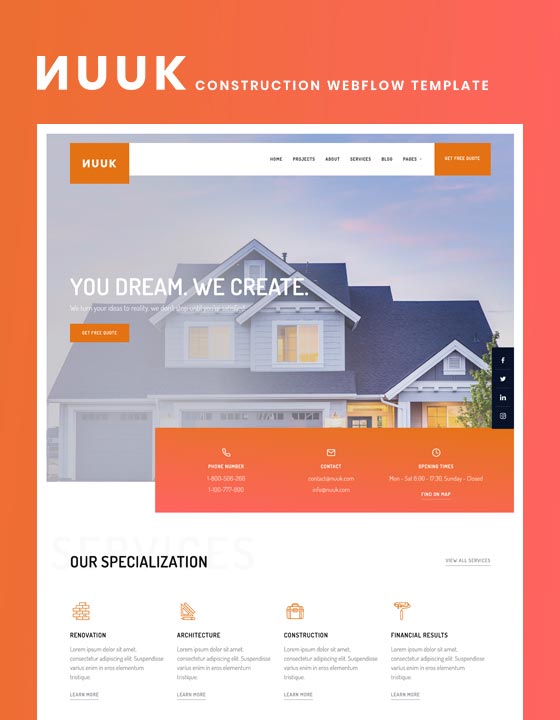 NUUK CONSTRUCTION WEBFLOW TEMPLATE
NUUK
HOME PROJECTS ABOUT SERVICES BLOG PAGES
GET FREE QUOTE
YOU DREAM. WE CREATE.
We turn your ideas to reality, we don't stop until you're satisfied.
GET FREE QUOTE
PHONE NUMBER
1-800-506-200
1-100-777-600
CONTACT
contact@nuuk.com
info@nuuk.com
OPENING TIMES
Mon - Sat 6:00 - 17:30, Sunday - Closed
FIND ON MAP
SERVICES
OUR SPECIALIZATION
VIEW ALL SERVICES
RENOVATION
Lorem ipsum dolor sit amet,
consectetur adipiscing elit. Suspendisse
varius enim in eros elementum
tristique.
LEARN MORE
ARCHITECTURE
Lorem ipsum dolor sit amet,
consectetur adipiscing elit. Suspendisse
varius enim in eros elementum
tristique.
LEARN MORE
CONSTRUCTION
Lorem ipsum dolor sit amet,
consectetur adipiscing elit. Suspendisse
varius enim in eros elementum
tristique.
LEARN MORE
FINANCIAL RESULTS
Lorem ipsum dolor sit amet,
consectetur adipiscing elit. Suspendisse
varius enim in eros elementum
tristique.
LEARN MORE